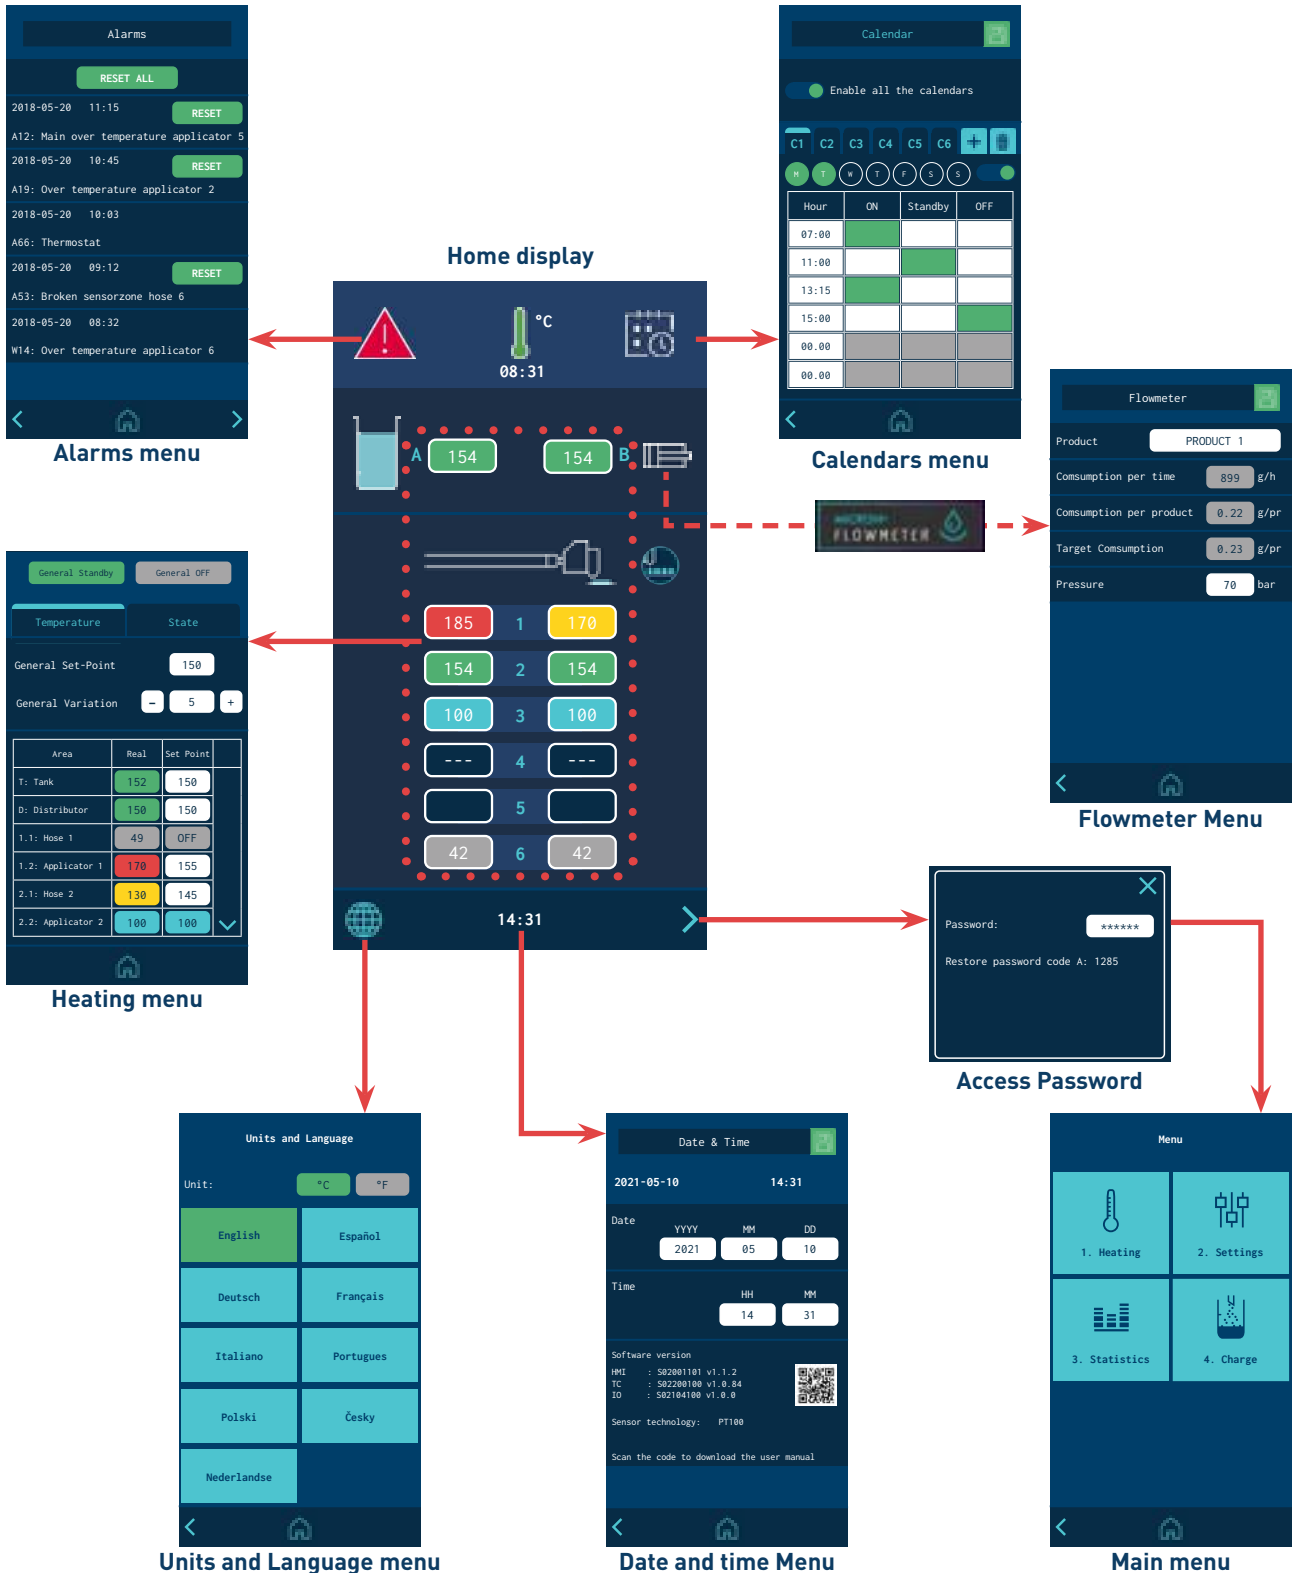 Alarms
RESET ALL
2018-05-20 11:15
RESET
A12: Main over temperature applicator 5
2018-05-20 10:45
RESET
A19: Over temperature applicator 2
2018-05-20 10:03
A66: Thermostat
2018-05-20 09:12
RESET
A53: Broken sensorzone hose 6
2018-05-20 08:32
W14: Over temperature applicator 6
Alarms menu
Calendar
Enable all the calendars
C1 C2 C3 C4 C5 C6 +
M T W T F S S
Hour ON Standby OFF
07:00
11:00
13:15
15:00
00.00
00.00
Calendars menu
Home display
°C
08:31
A 154 154 B
185 1 170
154 2 154
100 3 100
--- 4 ---
5
42 6 42
14:31
FLOWMETER
Flowmeter
Product PRODUCT 1
Comsumption per time 899 g/h
Comsumption per product 0.22 g/pr
Target Comsumption 0.23 g/pr
Pressure 70 bar
Flowmeter Menu
General Standby General OFF
Temperature State
General Set-Point 150
General Variation - 5 +
Area Real Set Point
T: Tank 152 150
D: Distributor 150 150
1.1: Hose 1 49 OFF
1.2: Applicator 1 170 155
2.1: Hose 2 130 145
2.2: Applicator 2 100 100
Heating menu
Password: ******
Restore password code A: 1285
Access Password
Units and Language
Unit: °C °F
English Español
Deutsch Français
Italiano Portugues
Polski Česky
Nederlandse
Units and Language menu
Date & Time
2021-05-10 14:31
Date
YYYY MM DD
2021 05 10
Time
HH MM
14 31
Software version
HMI : S02001101 v1.1.2
TC : S02200100 v1.0.84
IO : S02104100 v1.0.0
Sensor technology: PT100
Scan the code to download the user manual
Date and time Menu
Menu
1. Heating 2. Settings
3. Statistics 4. Charge
Main menu